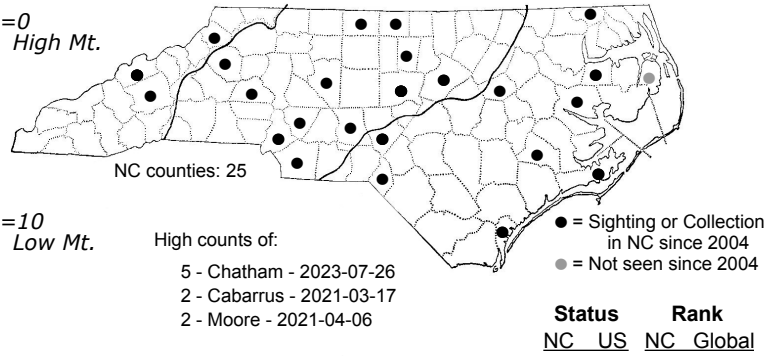 =0
High Mt.
NC counties: 25
=10
Low Mt.
High counts of:
5 - Chatham - 2023-07-26
2 - Cabarrus - 2021-03-17
2 - Moore - 2021-04-06
= Sighting or Collection
in NC since 2004
= Not seen since 2004
Status Rank
NC US NC Global